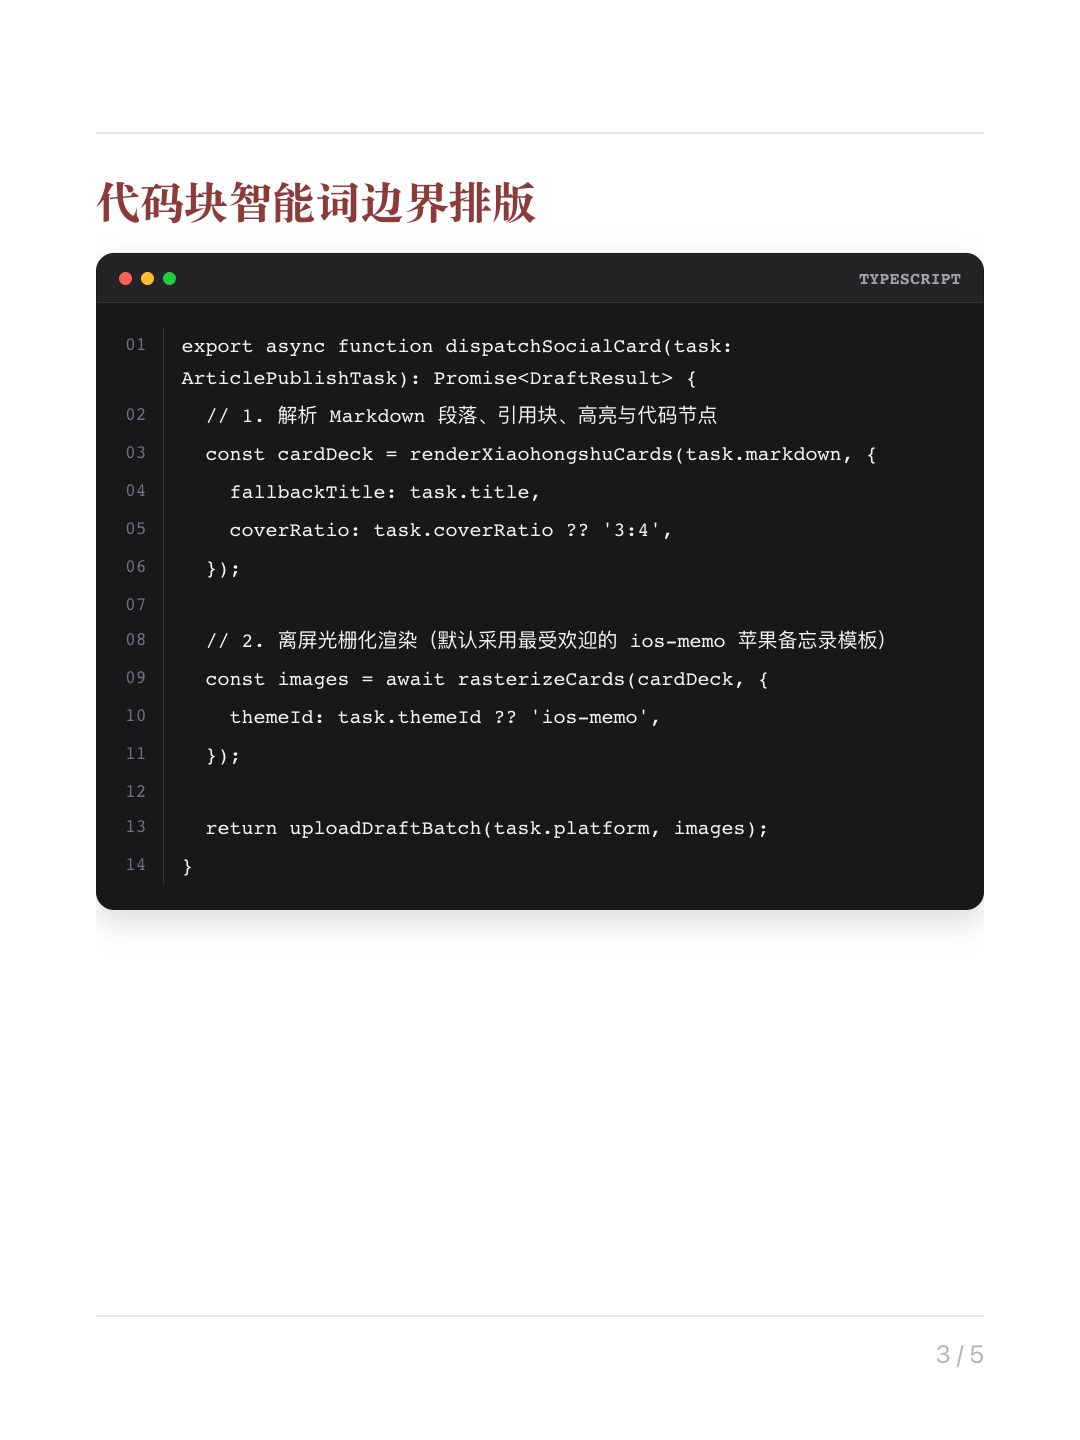 代码块智能词边界排版
TYPESCRIPT
01 export async function dispatchSocialCard(task:
ArticlePublishTask): Promise<DraftResult> {
02   // 1. 解析 Markdown 段落、引用块、高亮与代码节点
03   const cardDeck = renderXiaohongshuCards(task.markdown, {
04     fallbackTitle: task.title,
05     coverRatio: task.coverRatio ?? '3:4',
06   });
07
08   // 2. 离屏光栅化渲染（默认采用最受欢迎的 ios-memo 苹果备忘录模板）
09   const images = await rasterizeCards(cardDeck, {
10     themeId: task.themeId ?? 'ios-memo',
11   });
12
13   return uploadDraftBatch(task.platform, images);
14 }
3 / 5